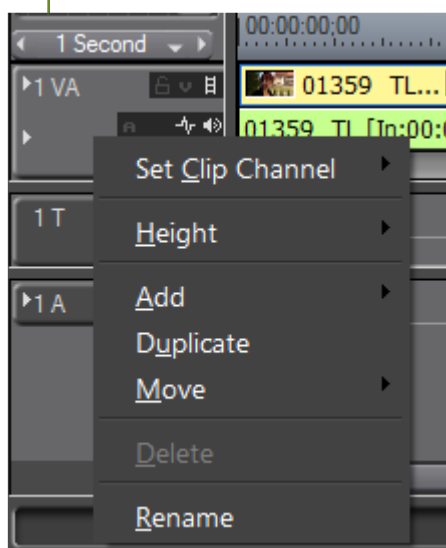 00:00:00;00
1 Second
1 VA
01359 TL...
01359 TL [In:00:
Set Clip Channel
1 T
Height
1 A
Add
Duplicate
Move
Delete
Rename